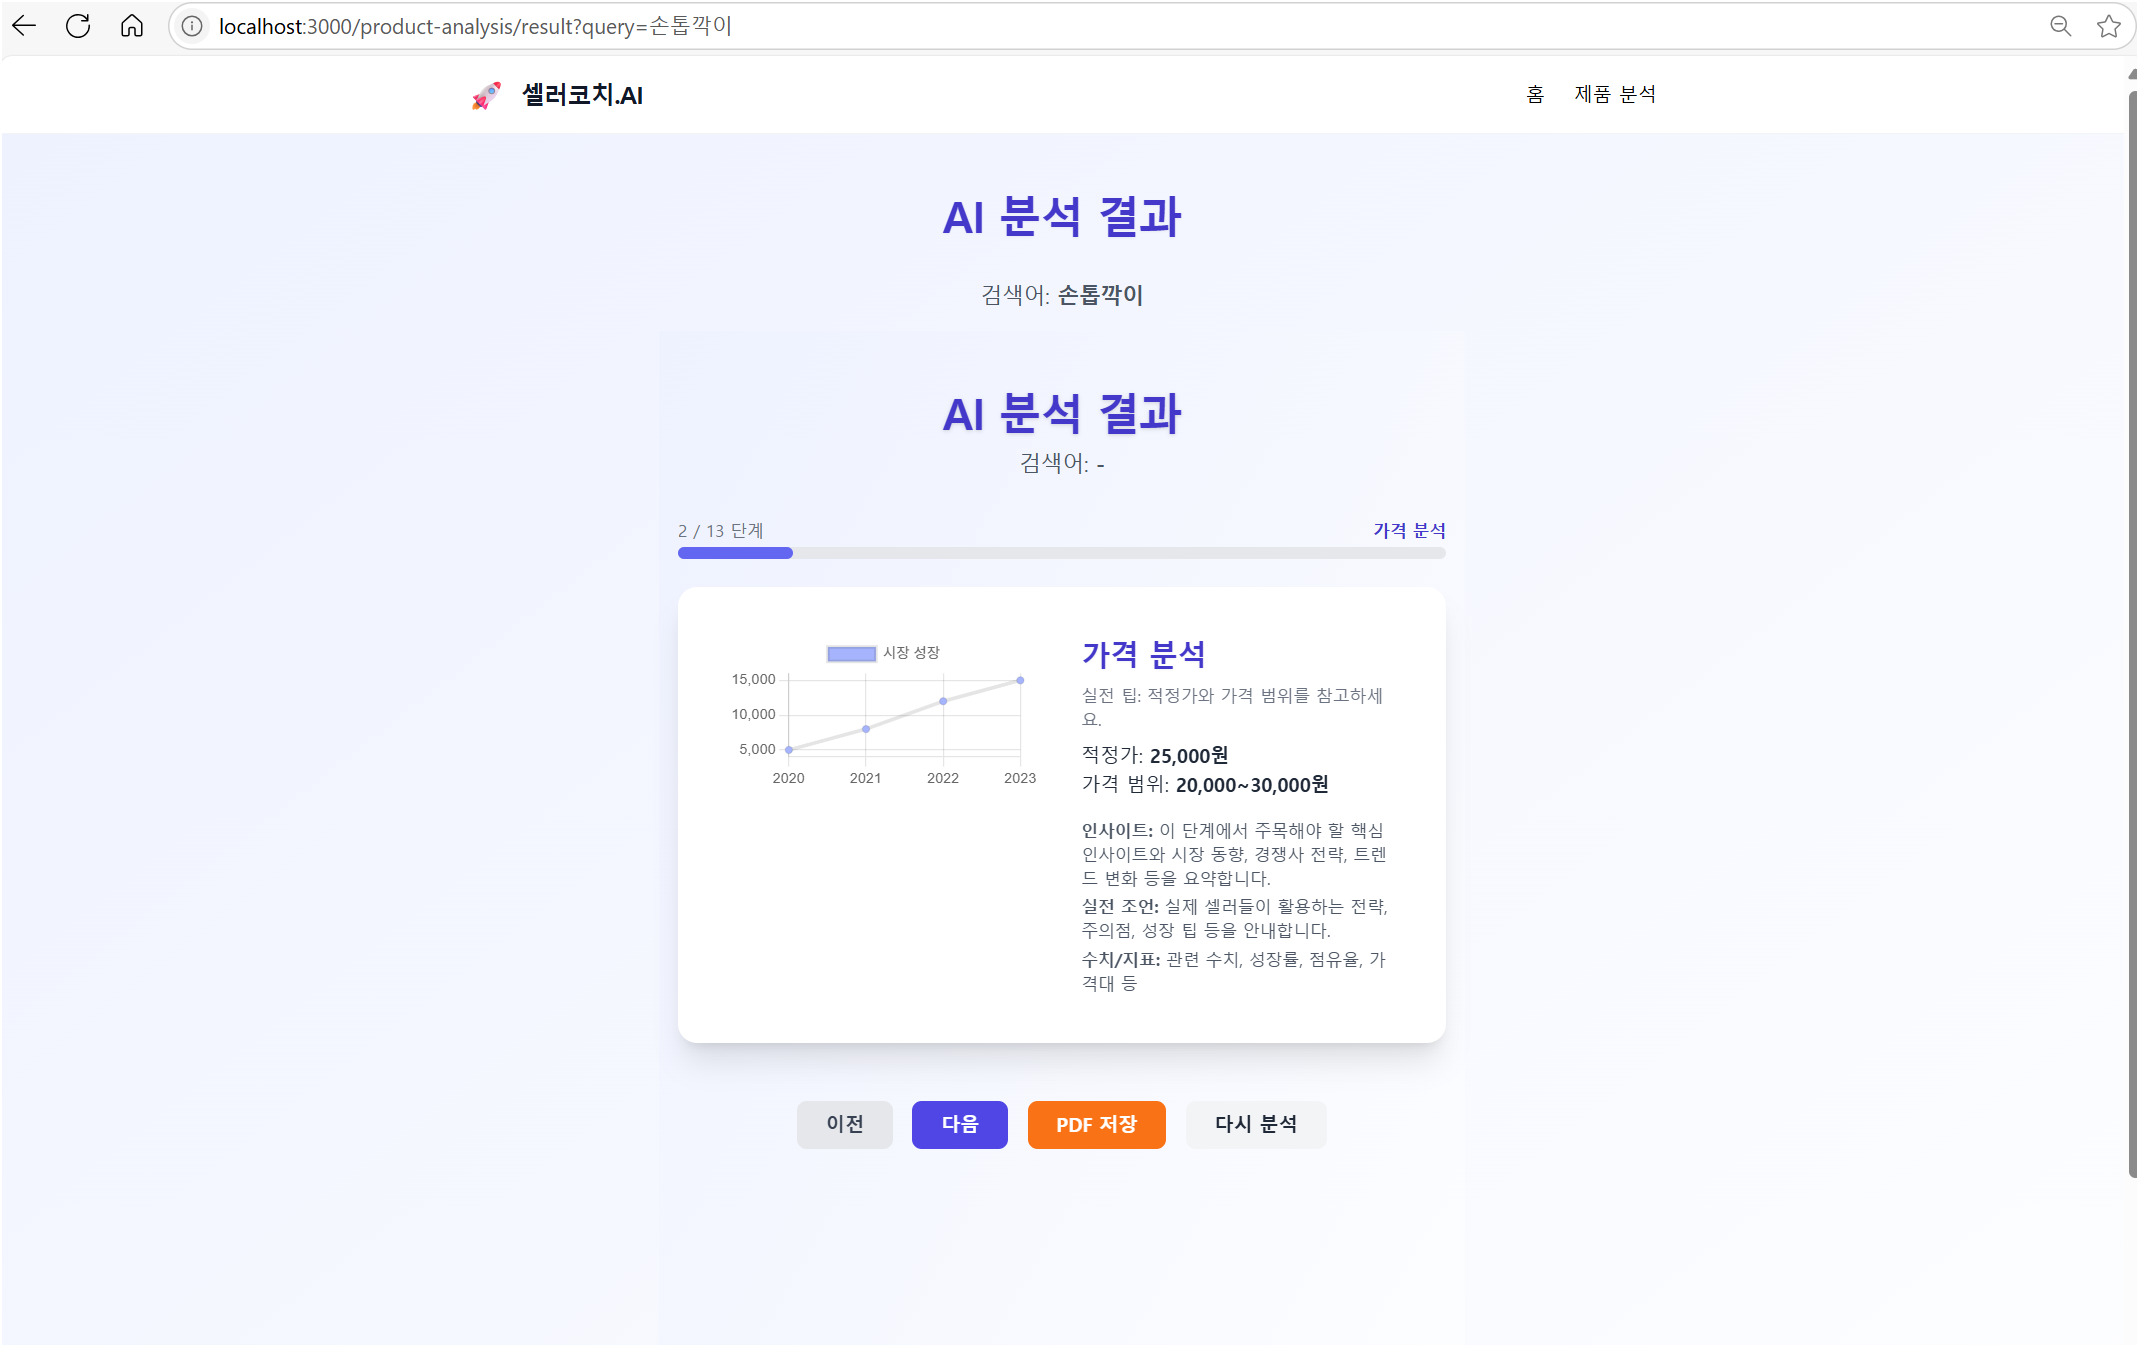 localhost:3000/product-analysis/result?query=손톱깍이
셀러코치.AI
홈
제품 분석
AI 분석 결과
검색어: 손톱깍이
AI 분석 결과
검색어: -
2 / 13 단계
가격 분석
시장 성장
15,000
10,000
5,000
2020
2021
2022
2023
가격 분석
실전 팁: 적정가와 가격 범위를 참고하세
요.
적정가: 25,000원
가격 범위: 20,000~30,000원
인사이트: 이 단계에서 주목해야 할 핵심
인사이트와 시장 동향, 경쟁사 전략, 트렌
드 변화 등을 요약합니다.
실전 조언: 실제 셀러들이 활용하는 전략,
주의점, 성장 팁 등을 안내합니다.
수치/지표: 관련 수치, 성장률, 점유율, 가
격대 등
이전
다음
PDF 저장
다시 분석